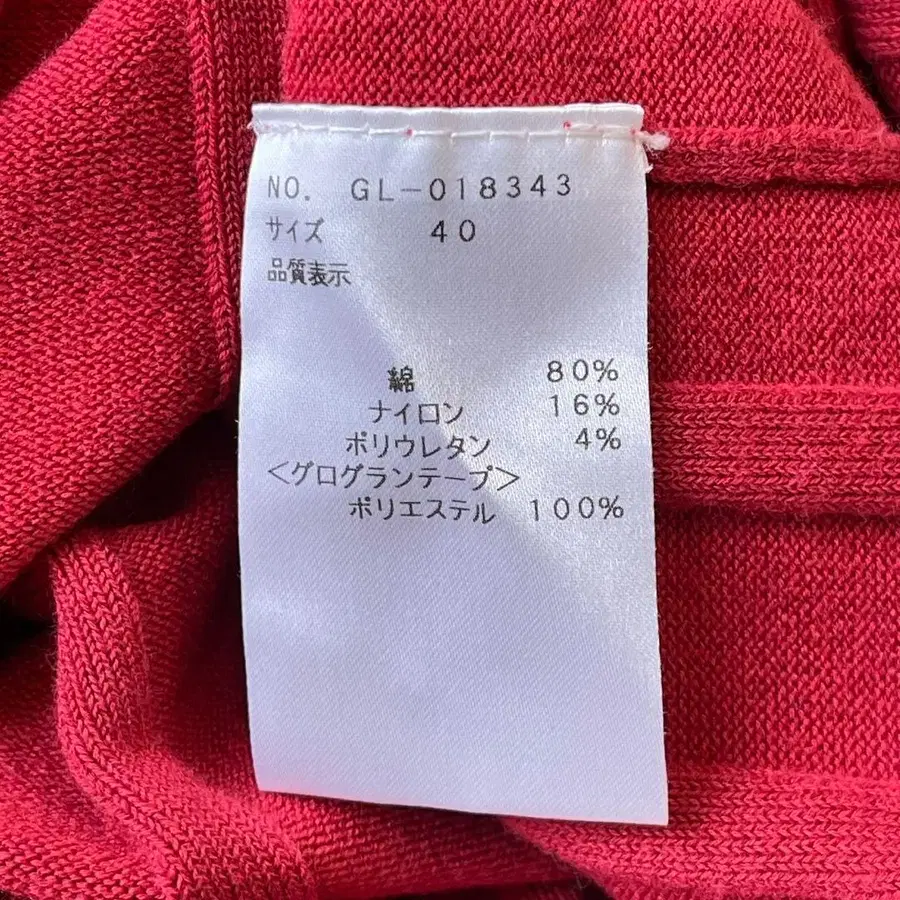 NO. GL-018343
サイズ 40
品質表示
綿 80%
ナイロン 16%
ポリウレタン 4%
<グログランテープ>
ポリエステル 100%